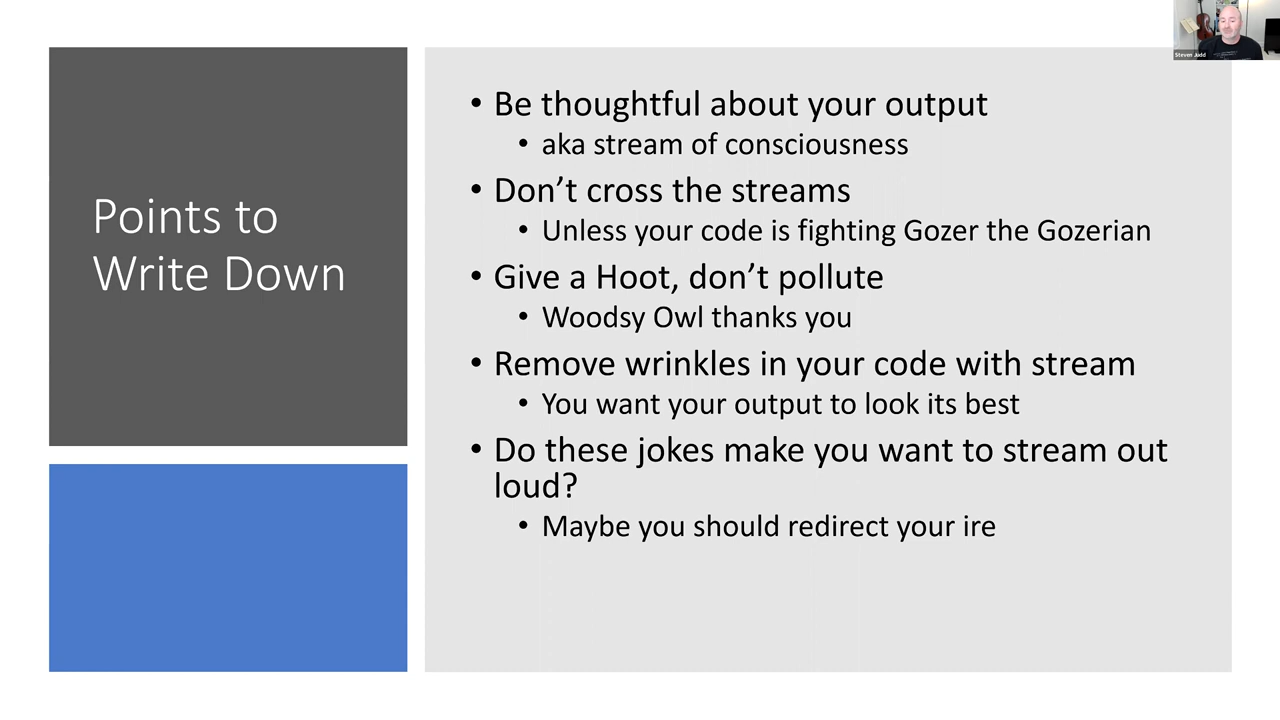 Steven Judd
Points to
Write Down
• Be thoughtful about your output
• aka stream of consciousness
• Don’t cross the streams
• Unless your code is fighting Gozer the Gozerian
• Give a Hoot, don’t pollute
• Woodsy Owl thanks you
• Remove wrinkles in your code with stream
• You want your output to look its best
• Do these jokes make you want to stream out
loud?
• Maybe you should redirect your ire